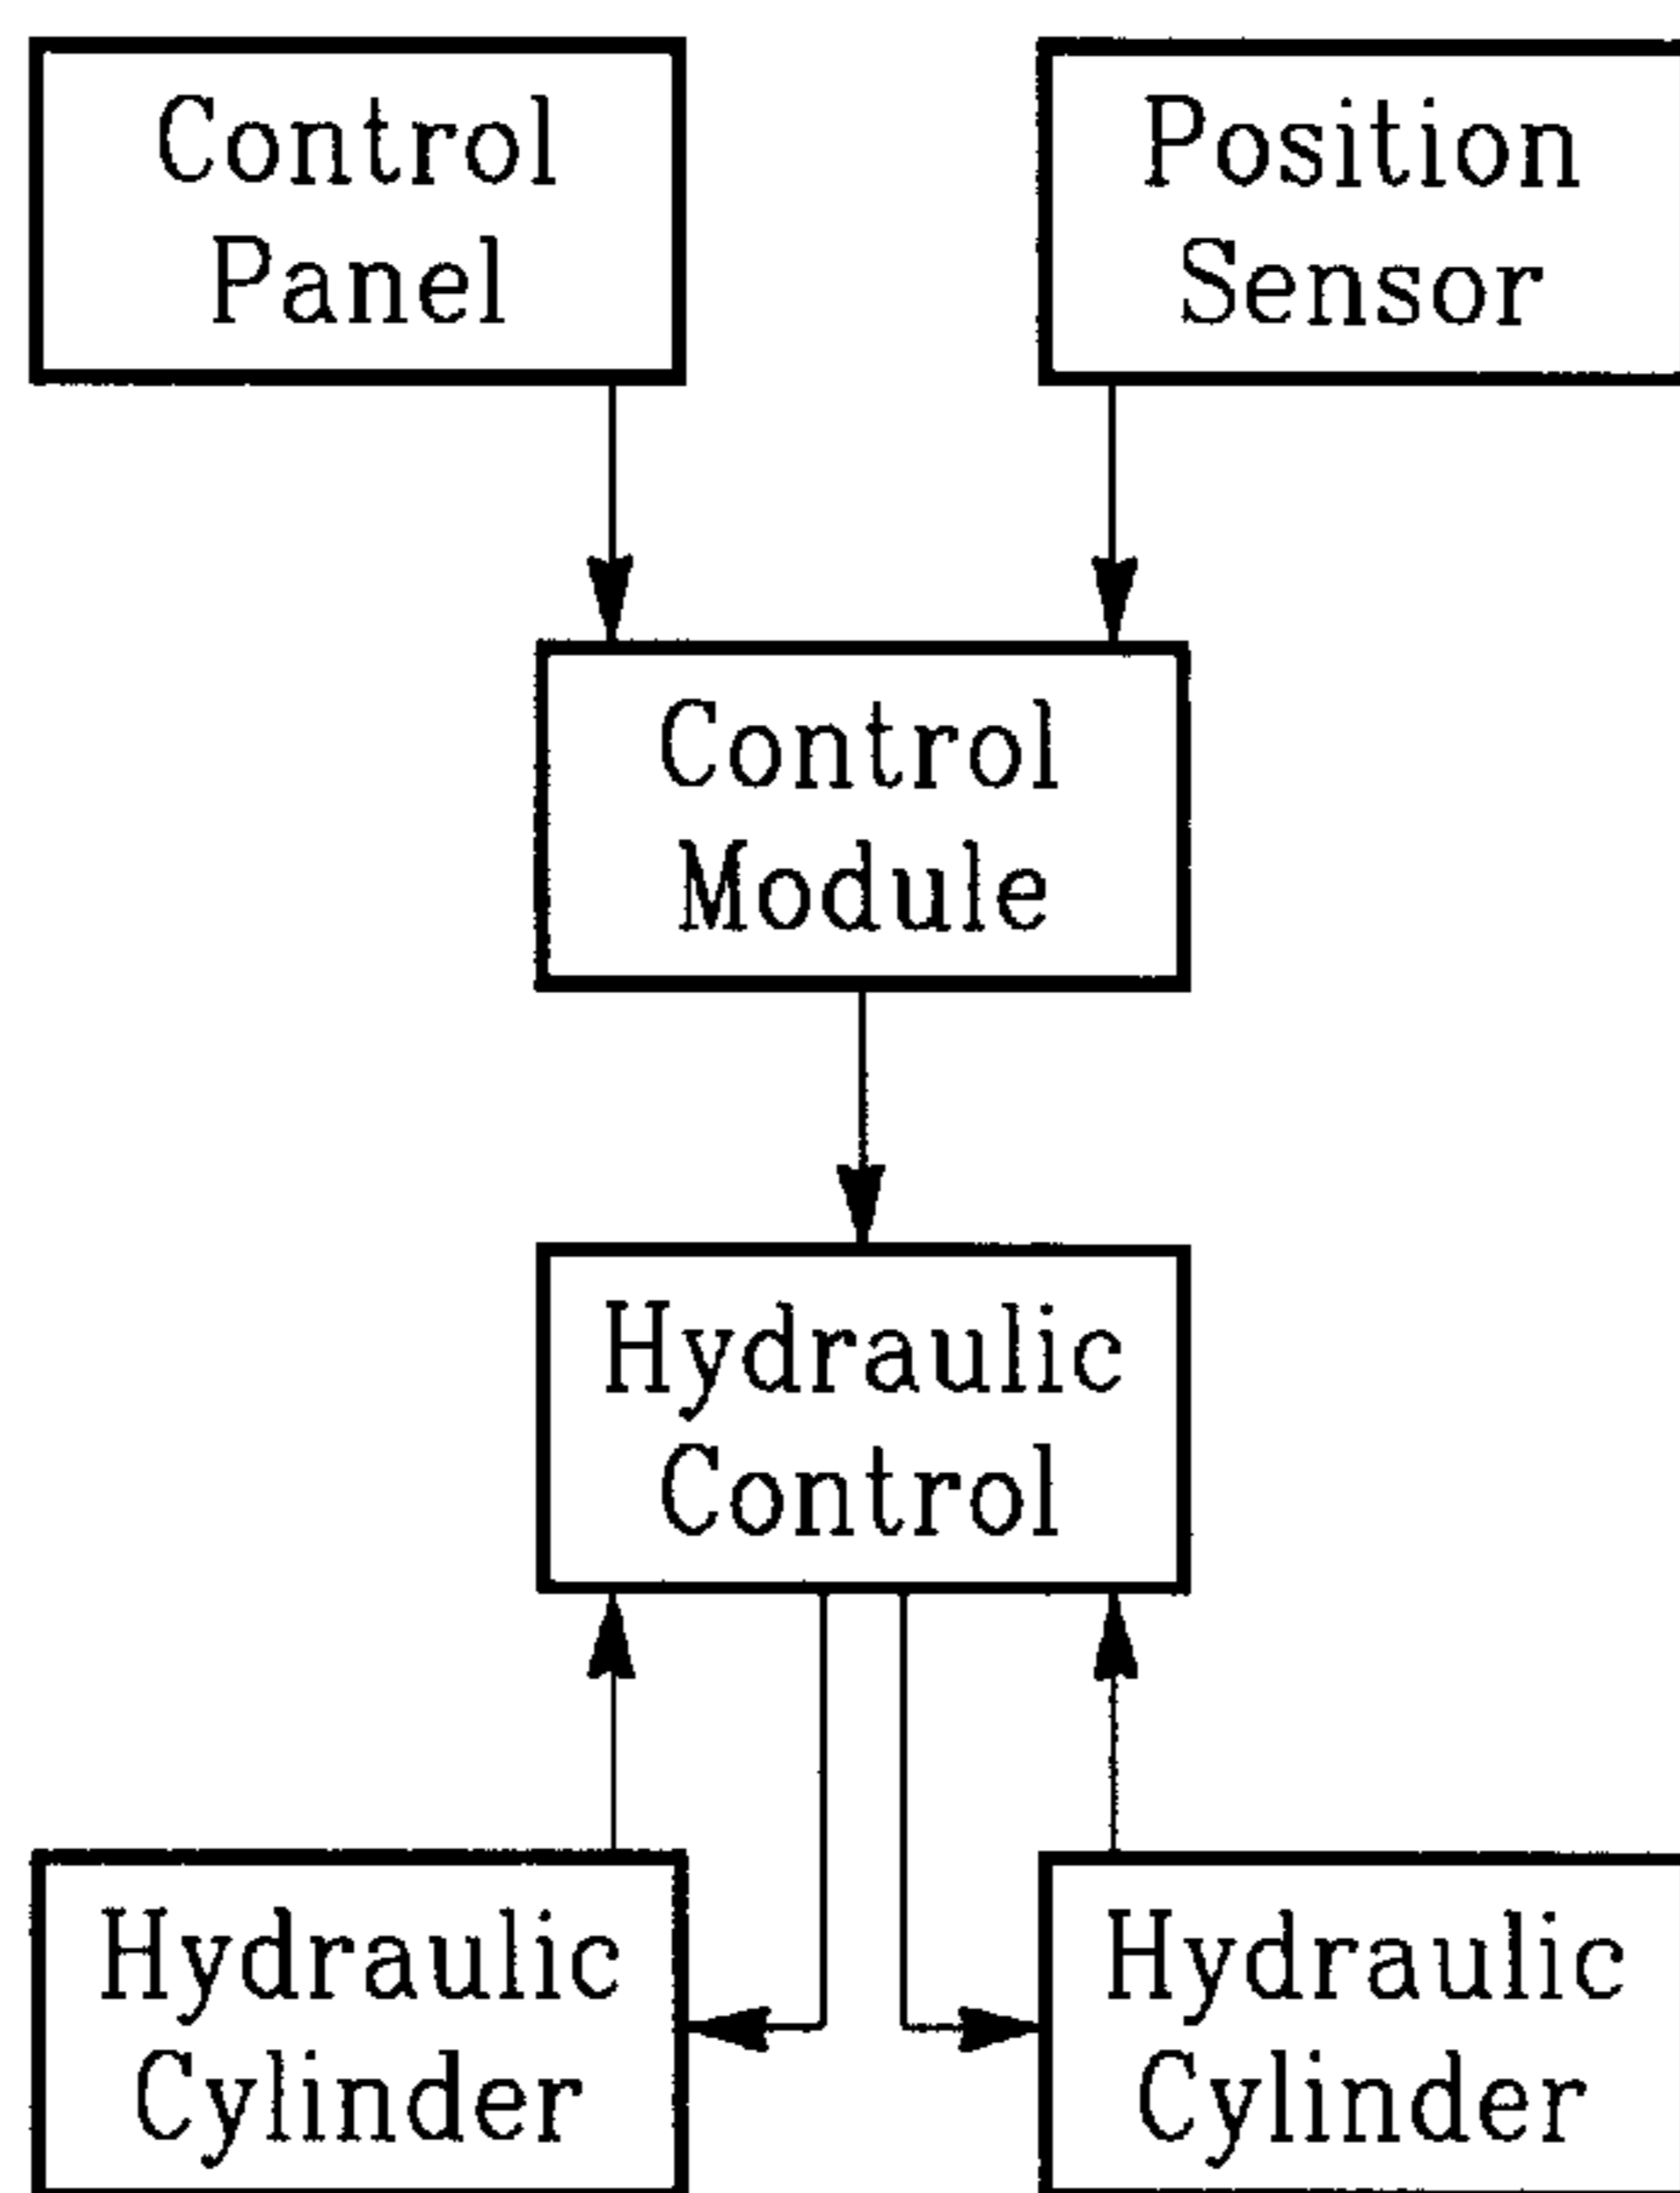 Control
Panel
Position
Sensor
Control
Module
Hydraulic
Control
Hydraulic
Cylinder
Hydraulic
Cylinder